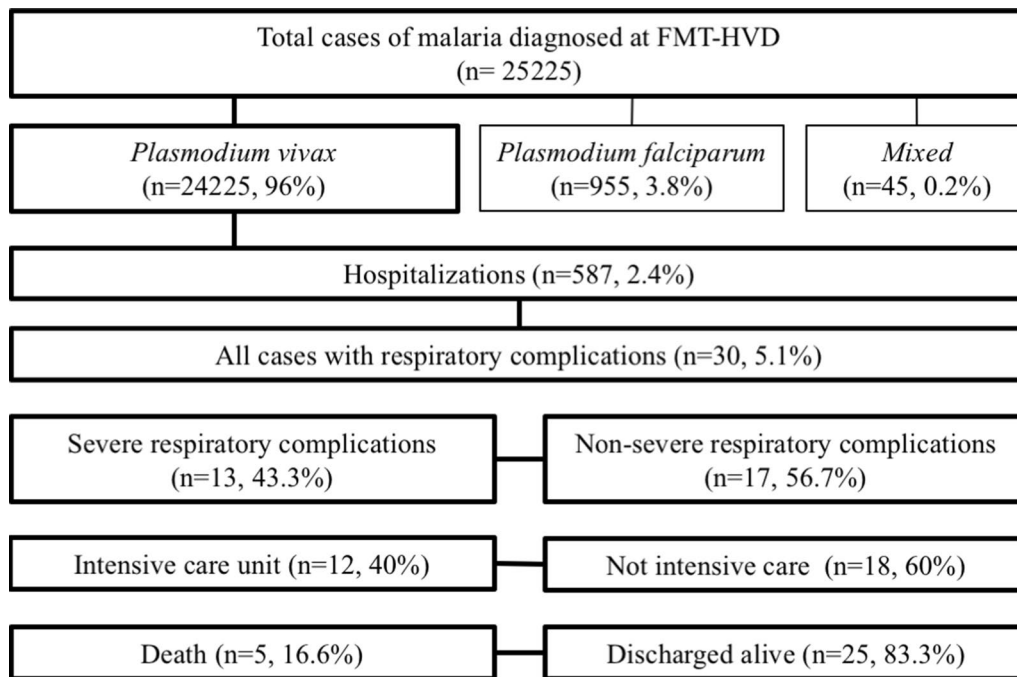 Total cases of malaria diagnosed at FMT-HVD
(n= 25225)
Plasmodium vivax
(n=24225, 96%)
Plasmodium falciparum
(n=955, 3.8%)
Mixed
(n=45, 0.2%)
Hospitalizations (n=587, 2.4%)
All cases with respiratory complications (n=30, 5.1%)
Severe respiratory complications
(n=13, 43.3%)
Non-severe respiratory complications
(n=17, 56.7%)
Intensive care unit (n=12, 40%)
Not intensive care (n=18, 60%)
Death (n=5, 16.6%)
Discharged alive (n=25, 83.3%)